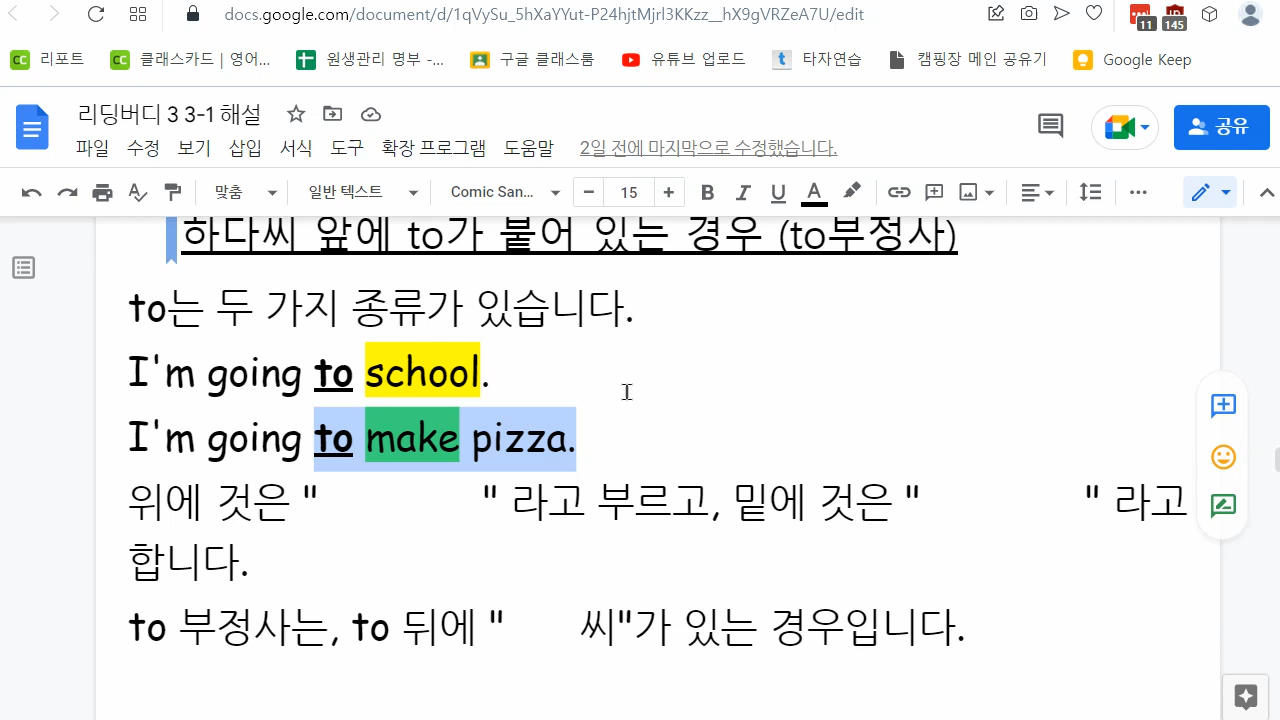 docs.google.com/document/d/1qVvSu_5hXaYYut-P24hjtMjrl3KKzz__hX9gVRZeA7U/edit
11 145
리포트 클래스카드 | 영어... 원생관리 명부 -... 구글 클래스룸 유튜브 업로드 타자연습 캠핑장 메인 공유기 Google Keep
리딩버디 3 3-1 해설
공유
파일 수정 보기 삽입 서식 도구 확장 프로그램 도움말 2일 전에 마지막으로 수정했습니다.
맞춤 일반 텍스트 Comic San... − 15 + B I U A
하다씨 앞에 to가 붙어 있는 경우 (to부정사)
to는 두 가지 종류가 있습니다.
I'm going to school.
I'm going to make pizza.
위에 것은 " " 라고 부르고, 밑에 것은 " " 라고
합니다.
to 부정사는, to 뒤에 " 씨"가 있는 경우입니다.